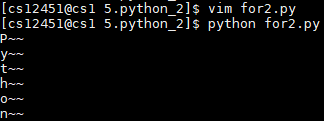 [cs12451@cs1 5.python_2]$ vim for2.py
[cs12451@cs1 5.python_2]$ python for2.py
P~~
y~~
t~~
h~~
o~~
n~~